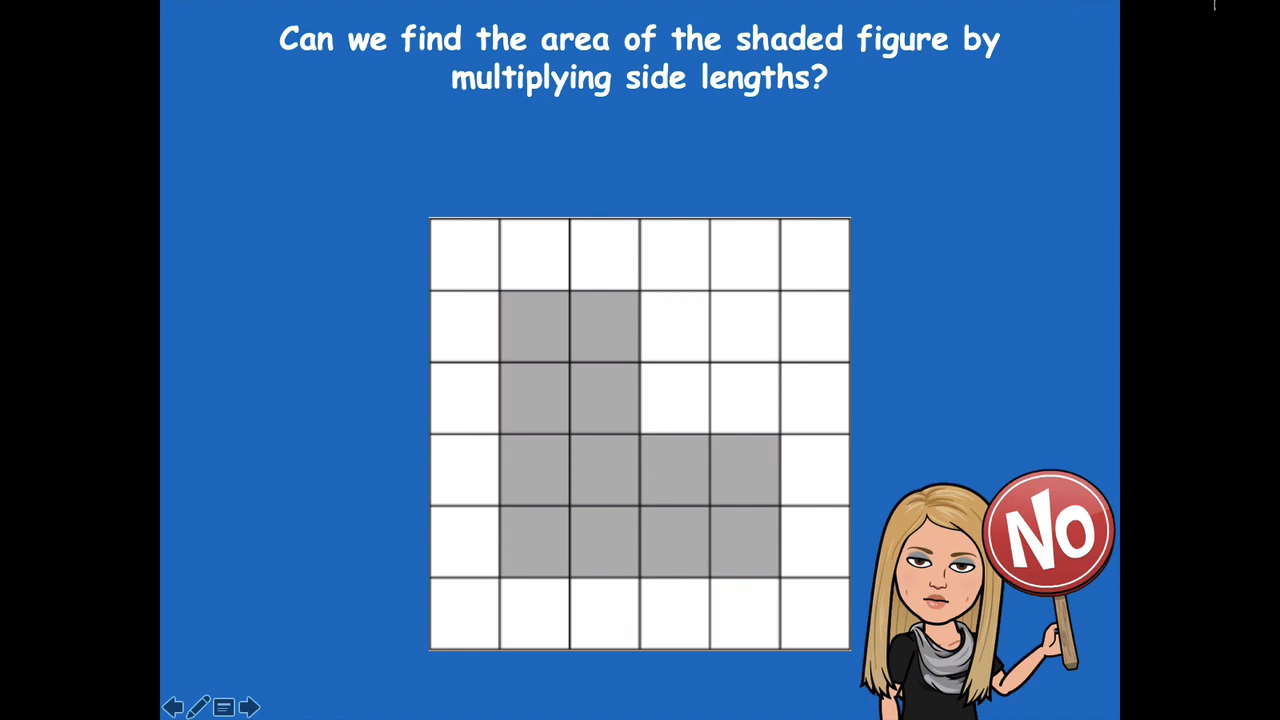 Can we find the area of the shaded figure by
multiplying side lengths?
NO